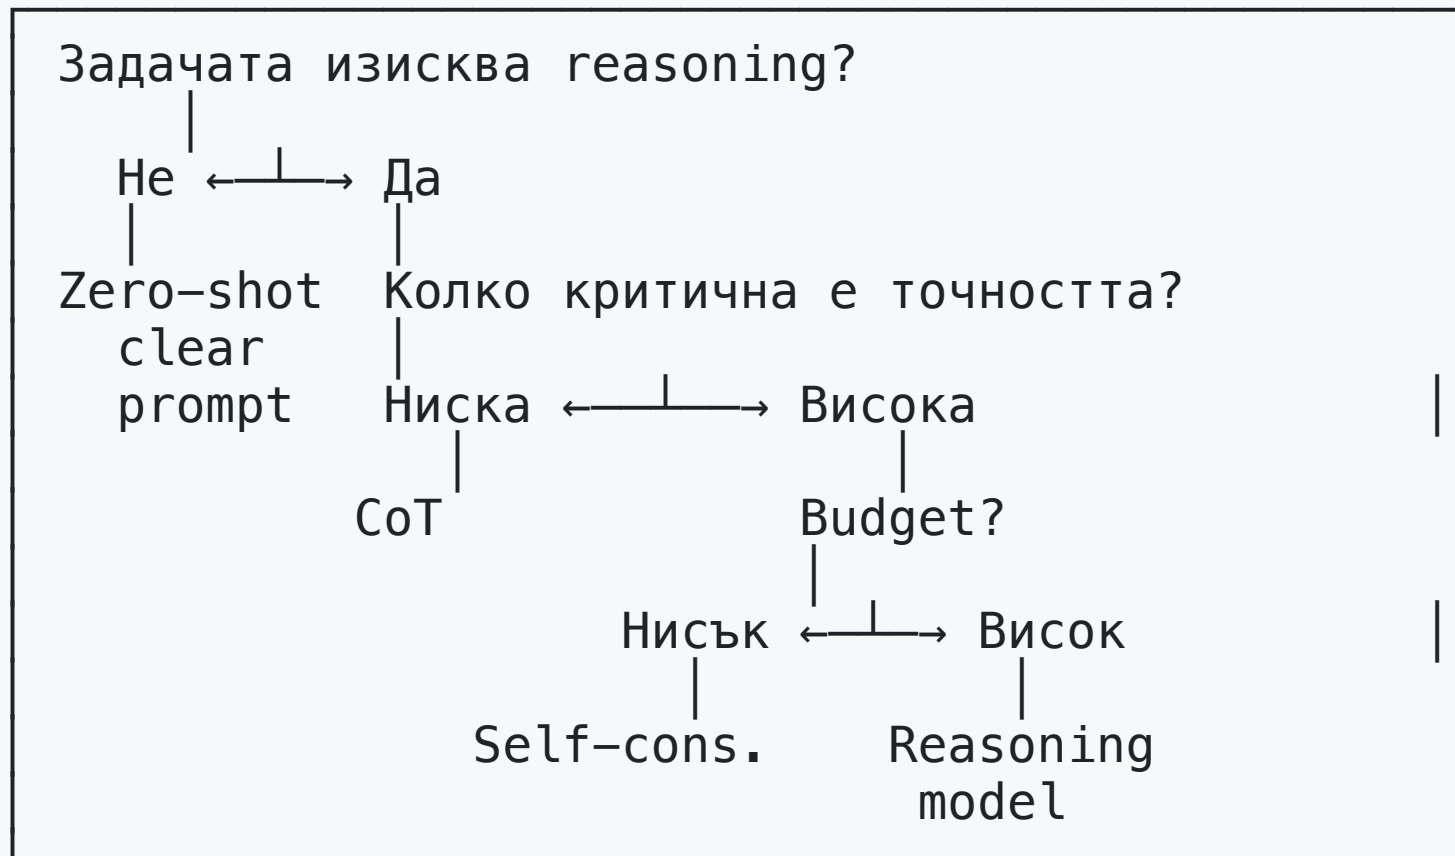 Задачата изисква reasoning?
Не ←─┴─→ Да
Zero-shot Колко критична е точността?
clear
prompt Ниска ←──┴──→ Висока
CoT Budget?
Нисък ←─┴─→ Висок
Self-cons. Reasoning
model